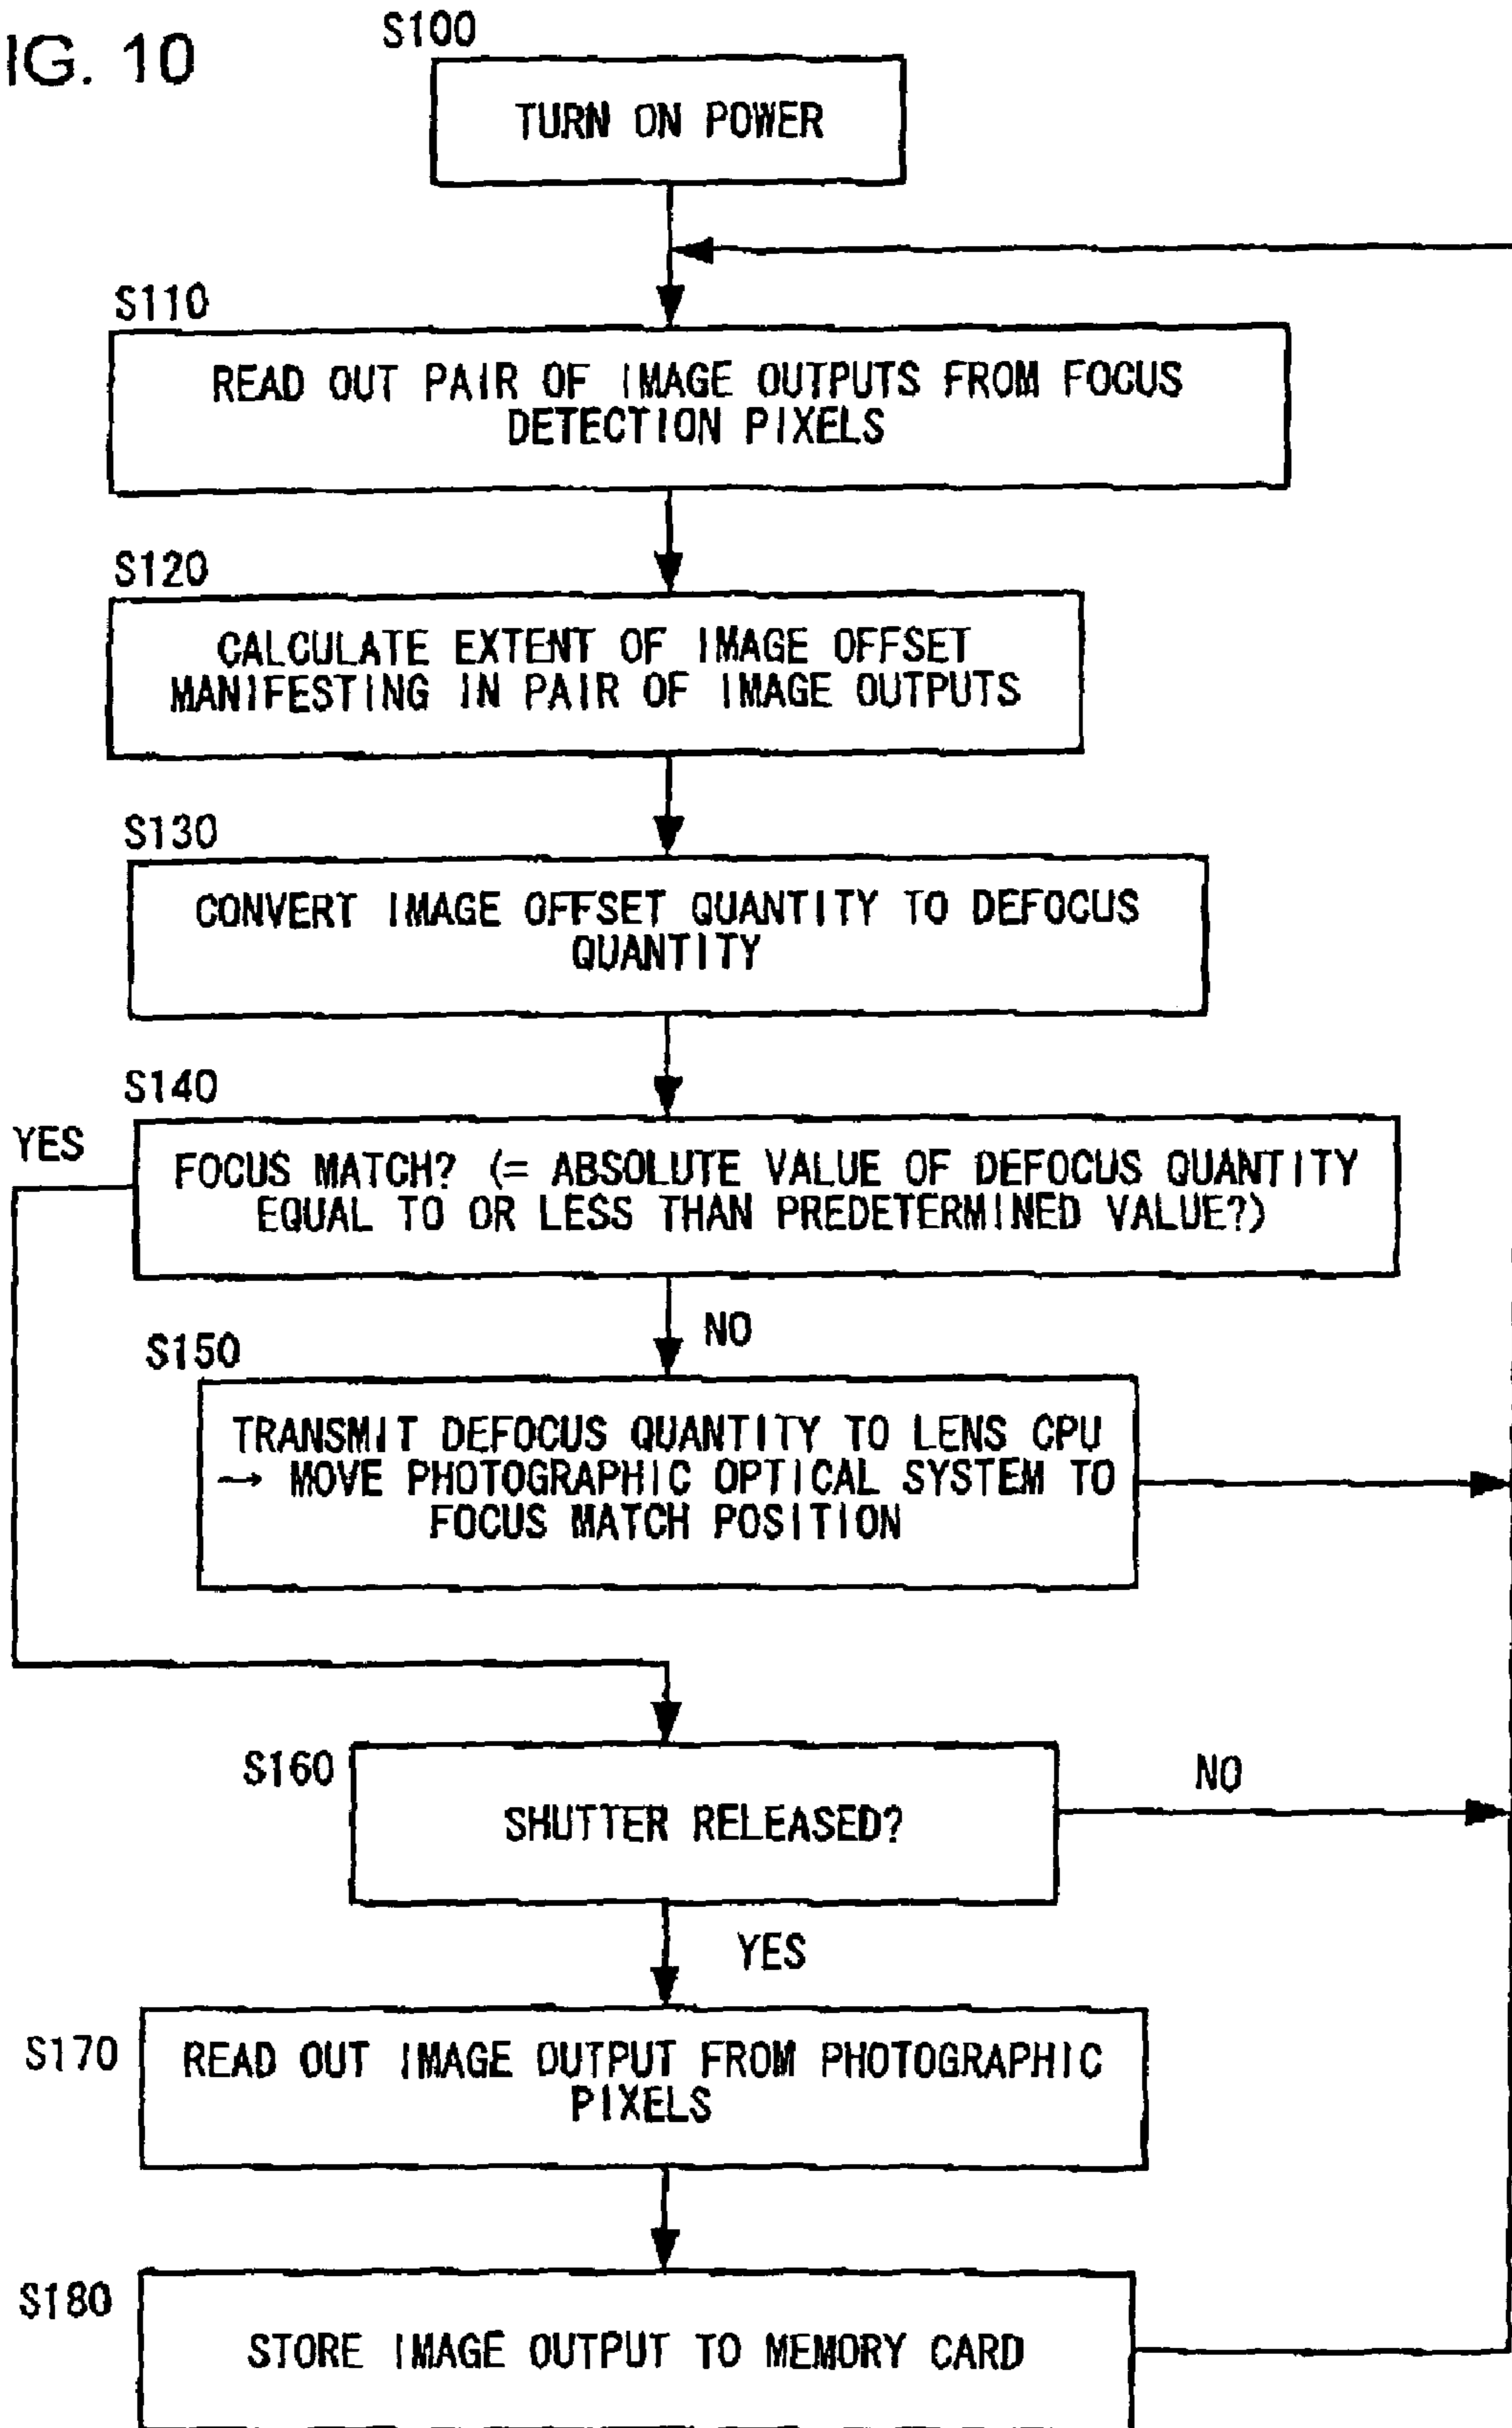 IG. 10
S100
TURN ON POWER
S110
READ OUT PAIR OF IMAGE OUTPUTS FROM FOCUS
DETECTION PIXELS
S120
CALCULATE EXTENT OF IMAGE OFFSET
MANIFESTING IN PAIR OF IMAGE OUTPUTS
S130
CONVERT IMAGE OFFSET QUANTITY TO DEFOCUS
QUANTITY
S140
YES
FOCUS MATCH? (= ABSOLUTE VALUE OF DEFOCUS QUANTITY
EQUAL TO OR LESS THAN PREDETERMINED VALUE?)
NO
S150
TRANSMIT DEFOCUS QUANTITY TO LENS CPU
→ MOVE PHOTOGRAPHIC OPTICAL SYSTEM TO
FOCUS MATCH POSITION
S160
SHUTTER RELEASED?
NO
YES
S170
READ OUT IMAGE OUTPUT FROM PHOTOGRAPHIC
PIXELS
S180
STORE IMAGE OUTPUT TO MEMORY CARD